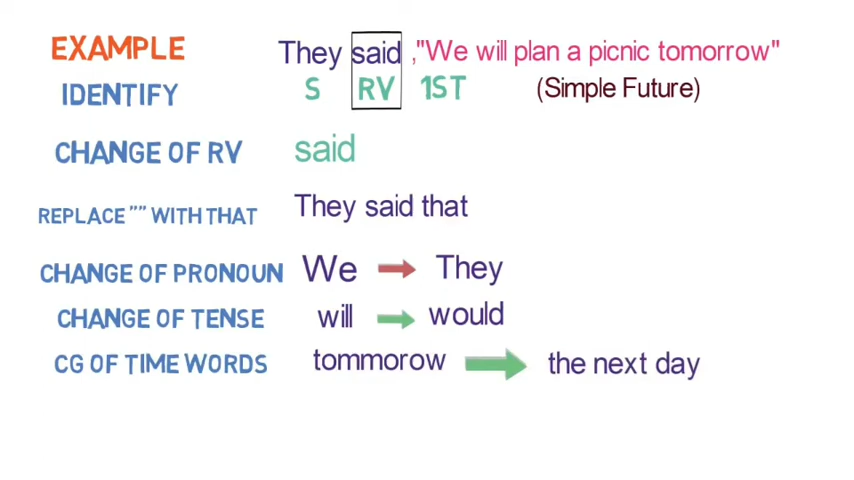 EXAMPLE They said ,"We will plan a picnic tomorrow"
IDENTIFY S RV 1ST (Simple Future)
CHANGE OF RV said
REPLACE "" WITH THAT They said that
CHANGE OF PRONOUN We They
CHANGE OF TENSE will would
CG OF TIME WORDS tommorow the next day